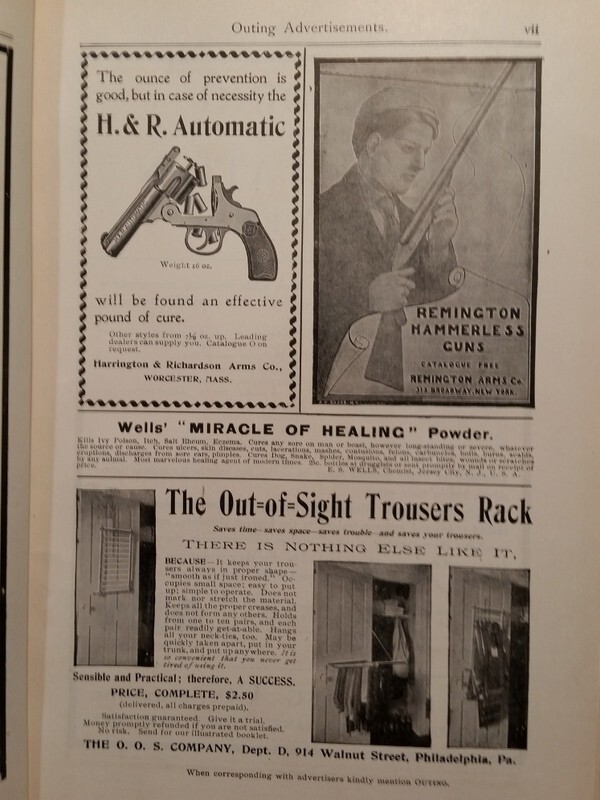 Outing Advertisements.
vii
The ounce of prevention is
good, but in case of necessity the
H. & R. Automatic
Weight 16 oz.
will be found an effective
pound of cure.
Other styles from 7½ oz. up. Leading
dealers can supply you. Catalogue O on
request.
Harrington & Richardson Arms Co.,
WORCESTER, MASS.
REMINGTON
HAMMERLESS
GUNS
CATALOGUE FREE
REMINGTON ARMS Co.
313 BROADWAY, NEW YORK.
Wells' "MIRACLE OF HEALING" Powder.
Kills Ivy Poison, Itch, Salt Rheum, Eczema. Cures any sore on man or beast, however long-standing or severe, whatever
the source or cause. Cures ulcers, skin diseases, cuts, lacerations, mashes, contusions, felons, carbuncles, boils, burns, scalds,
eruptions, discharges from sore ears, pimples. Cures Dog, Snake, Spider, Mosquito, and all insect bites, wounds or scratches
by any animal. Most marvelous healing agent of modern times. 25c. bottles at druggists or sent promptly by mail on receipt of
price.
E. S. WELLS, Chemist, Jersey City, N. J., U. S. A.
The Out=of=Sight Trousers Rack
Saves time—saves space—saves trouble—and saves your trousers.
THERE IS NOTHING ELSE LIKE IT,
BECAUSE—It keeps your trou-
sers always in proper shape—
"smooth as if just ironed." Oc-
cupies small space; easy to put
up; simple to operate. Does not
mar nor stretch the material.
Keeps all the proper creases, and
does not form any others. Holds
from one to ten pairs, and each
pair readily get-at-able. Hangs
all your neck-ties, too. May be
quickly taken apart, put in your
trunk, and put up anywhere. It is
so convenient that you never get
tired of using it.
Sensible and Practical; therefore, A SUCCESS.
PRICE, COMPLETE, $2.50
(delivered, all charges prepaid).
Satisfaction guaranteed. Give it a trial.
Money promptly refunded if you are not satisfied.
No risk. Send for our illustrated booklet.
THE O. O. S. COMPANY, Dept. D, 914 Walnut Street, Philadelphia, Pa.
When corresponding with advertisers kindly mention OUTING.